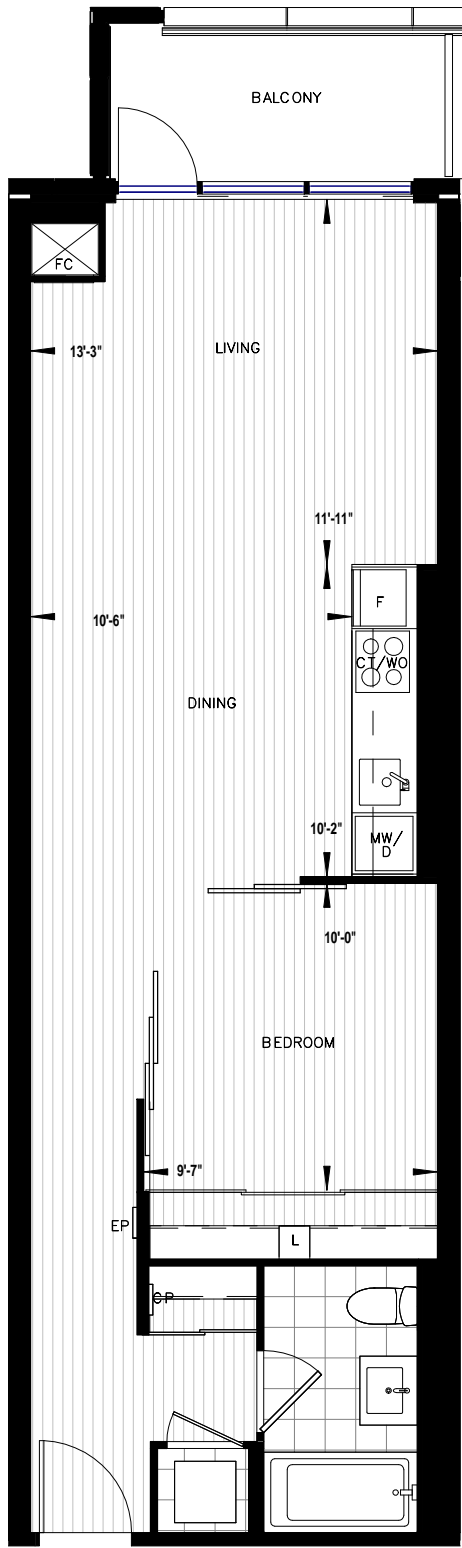 BALCONY
FC
13'-3"
LIVING
11'-11"
F
10'-6"
CT/WO
DINING
10'-2"
MW/
D
10'-0"
BEDROOM
9'-7"
EP
L
CP